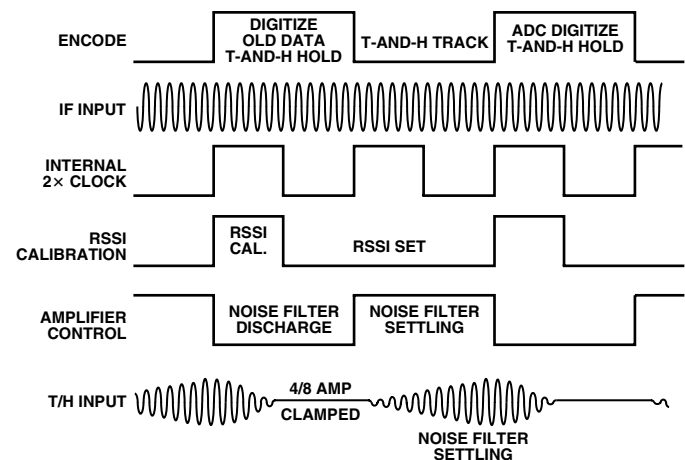 ENCODE
DIGITIZE
OLD DATA
T-AND-H HOLD
T-AND-H TRACK
ADC DIGITIZE
T-AND-H HOLD
IF INPUT
INTERNAL
2× CLOCK
RSSI
CALIBRATION
RSSI
CAL.
RSSI SET
AMPLIFIER
CONTROL
NOISE FILTER
DISCHARGE
NOISE FILTER
SETTLING
T/H INPUT
4/8 AMP
CLAMPED
NOISE FILTER
SETTLING